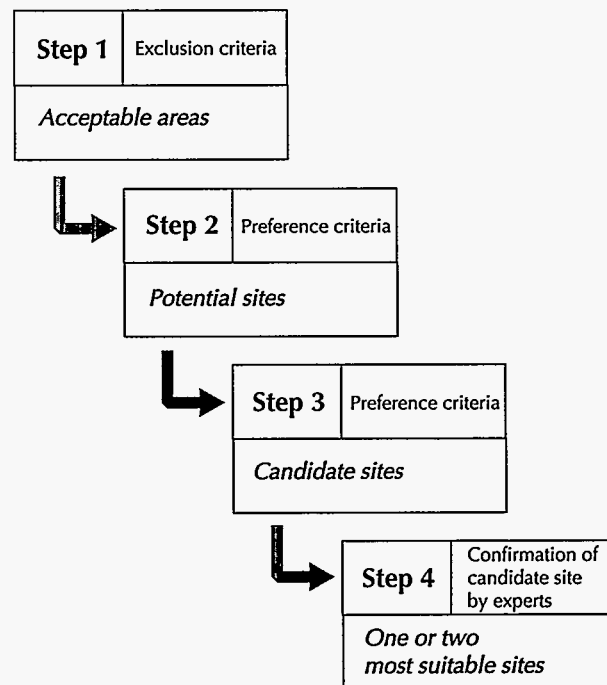 Step 1
Exclusion criteria
Acceptable areas
Step 2
Preference criteria
Potential sites
Step 3
Preference criteria
Candidate sites
Step 4
Confirmation of
candidate site
by experts
One or two
most suitable sites